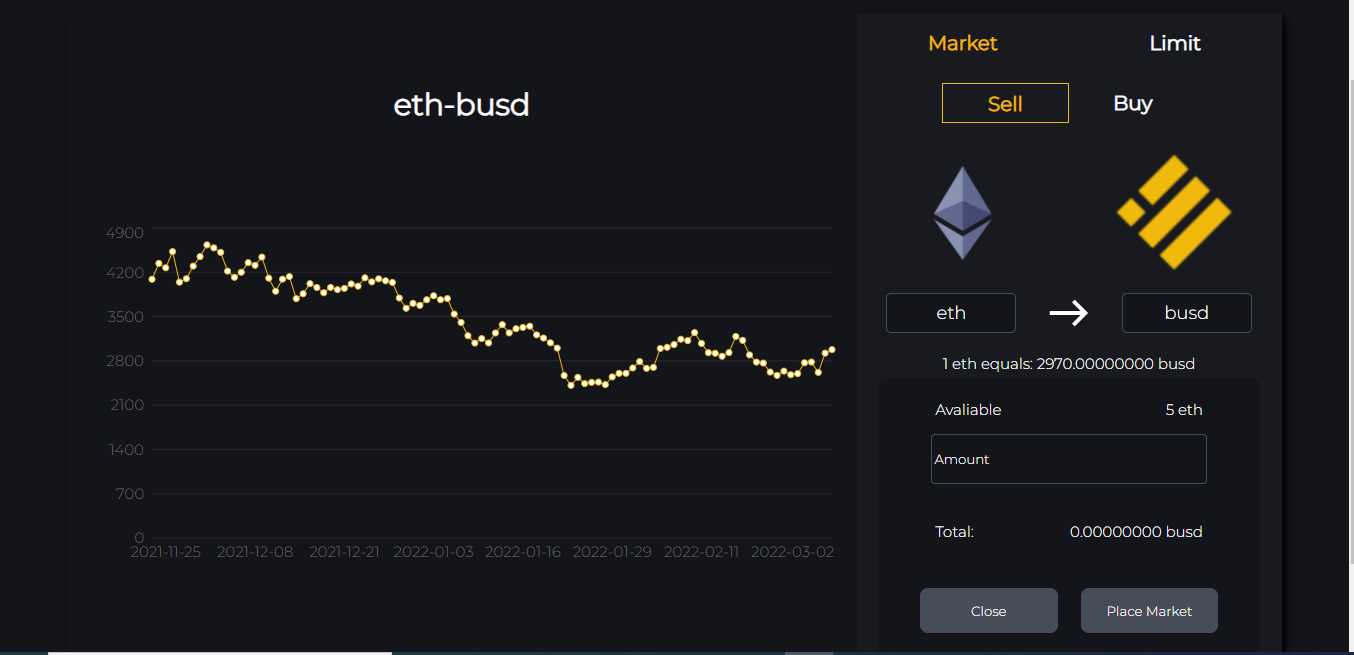 Market Limit
Sell Buy
eth-busd
4900
4200
3500
2800
2100
1400
700
0
2021-11-25 2021-12-08 2021-12-21 2022-01-03 2022-01-16 2022-01-29 2022-02-11 2022-03-02
eth busd
1 eth equals: 2970.00000000 busd
Avaliable 5 eth
Amount
Total: 0.00000000 busd
Close Place Market